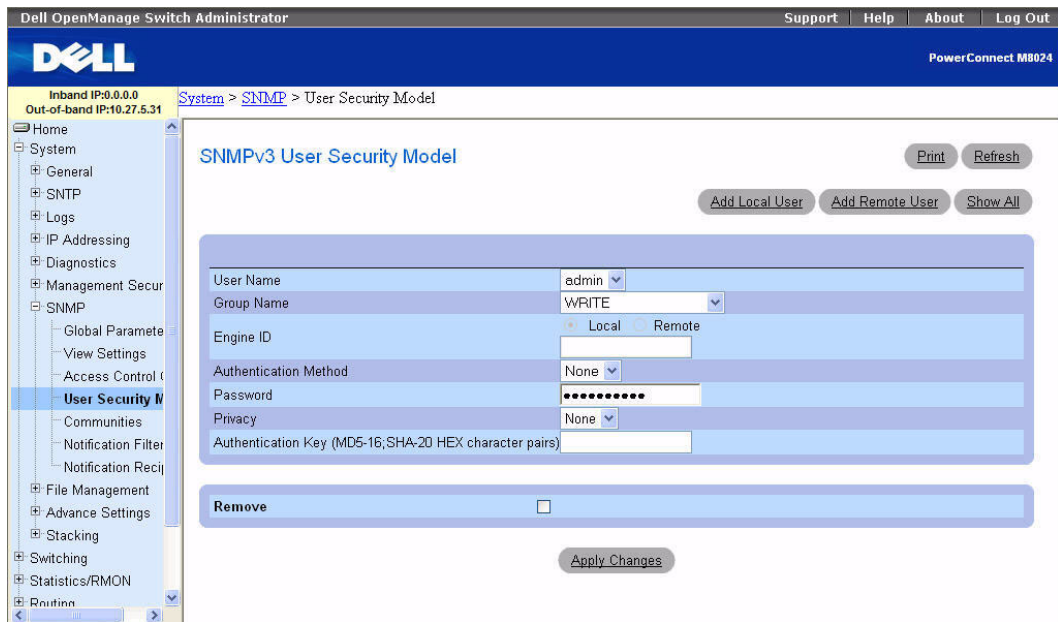 Dell OpenManage Switch Administrator Support Help About Log Out
DELL
PowerConnect M8024
Inband IP:0.0.0.0
Out-of-band IP:10.27.5.31
System > SNMP > User Security Model
Home
System
General
SNTP
Logs
IP Addressing
Diagnostics
Management Secur
SNMP
Global Paramete
View Settings
Access Control
User Security M
Communities
Notification Filter
Notification Reci
File Management
Advance Settings
Stacking
Switching
Statistics/RMON
Routing
SNMPv3 User Security Model
Print Refresh
Add Local User Add Remote User Show All
User Name admin
Group Name WRITE
Engine ID Local Remote
Authentication Method None
Password ••••••••••
Privacy None
Authentication Key (MD5-16;SHA-20 HEX character pairs)
Remove
Apply Changes